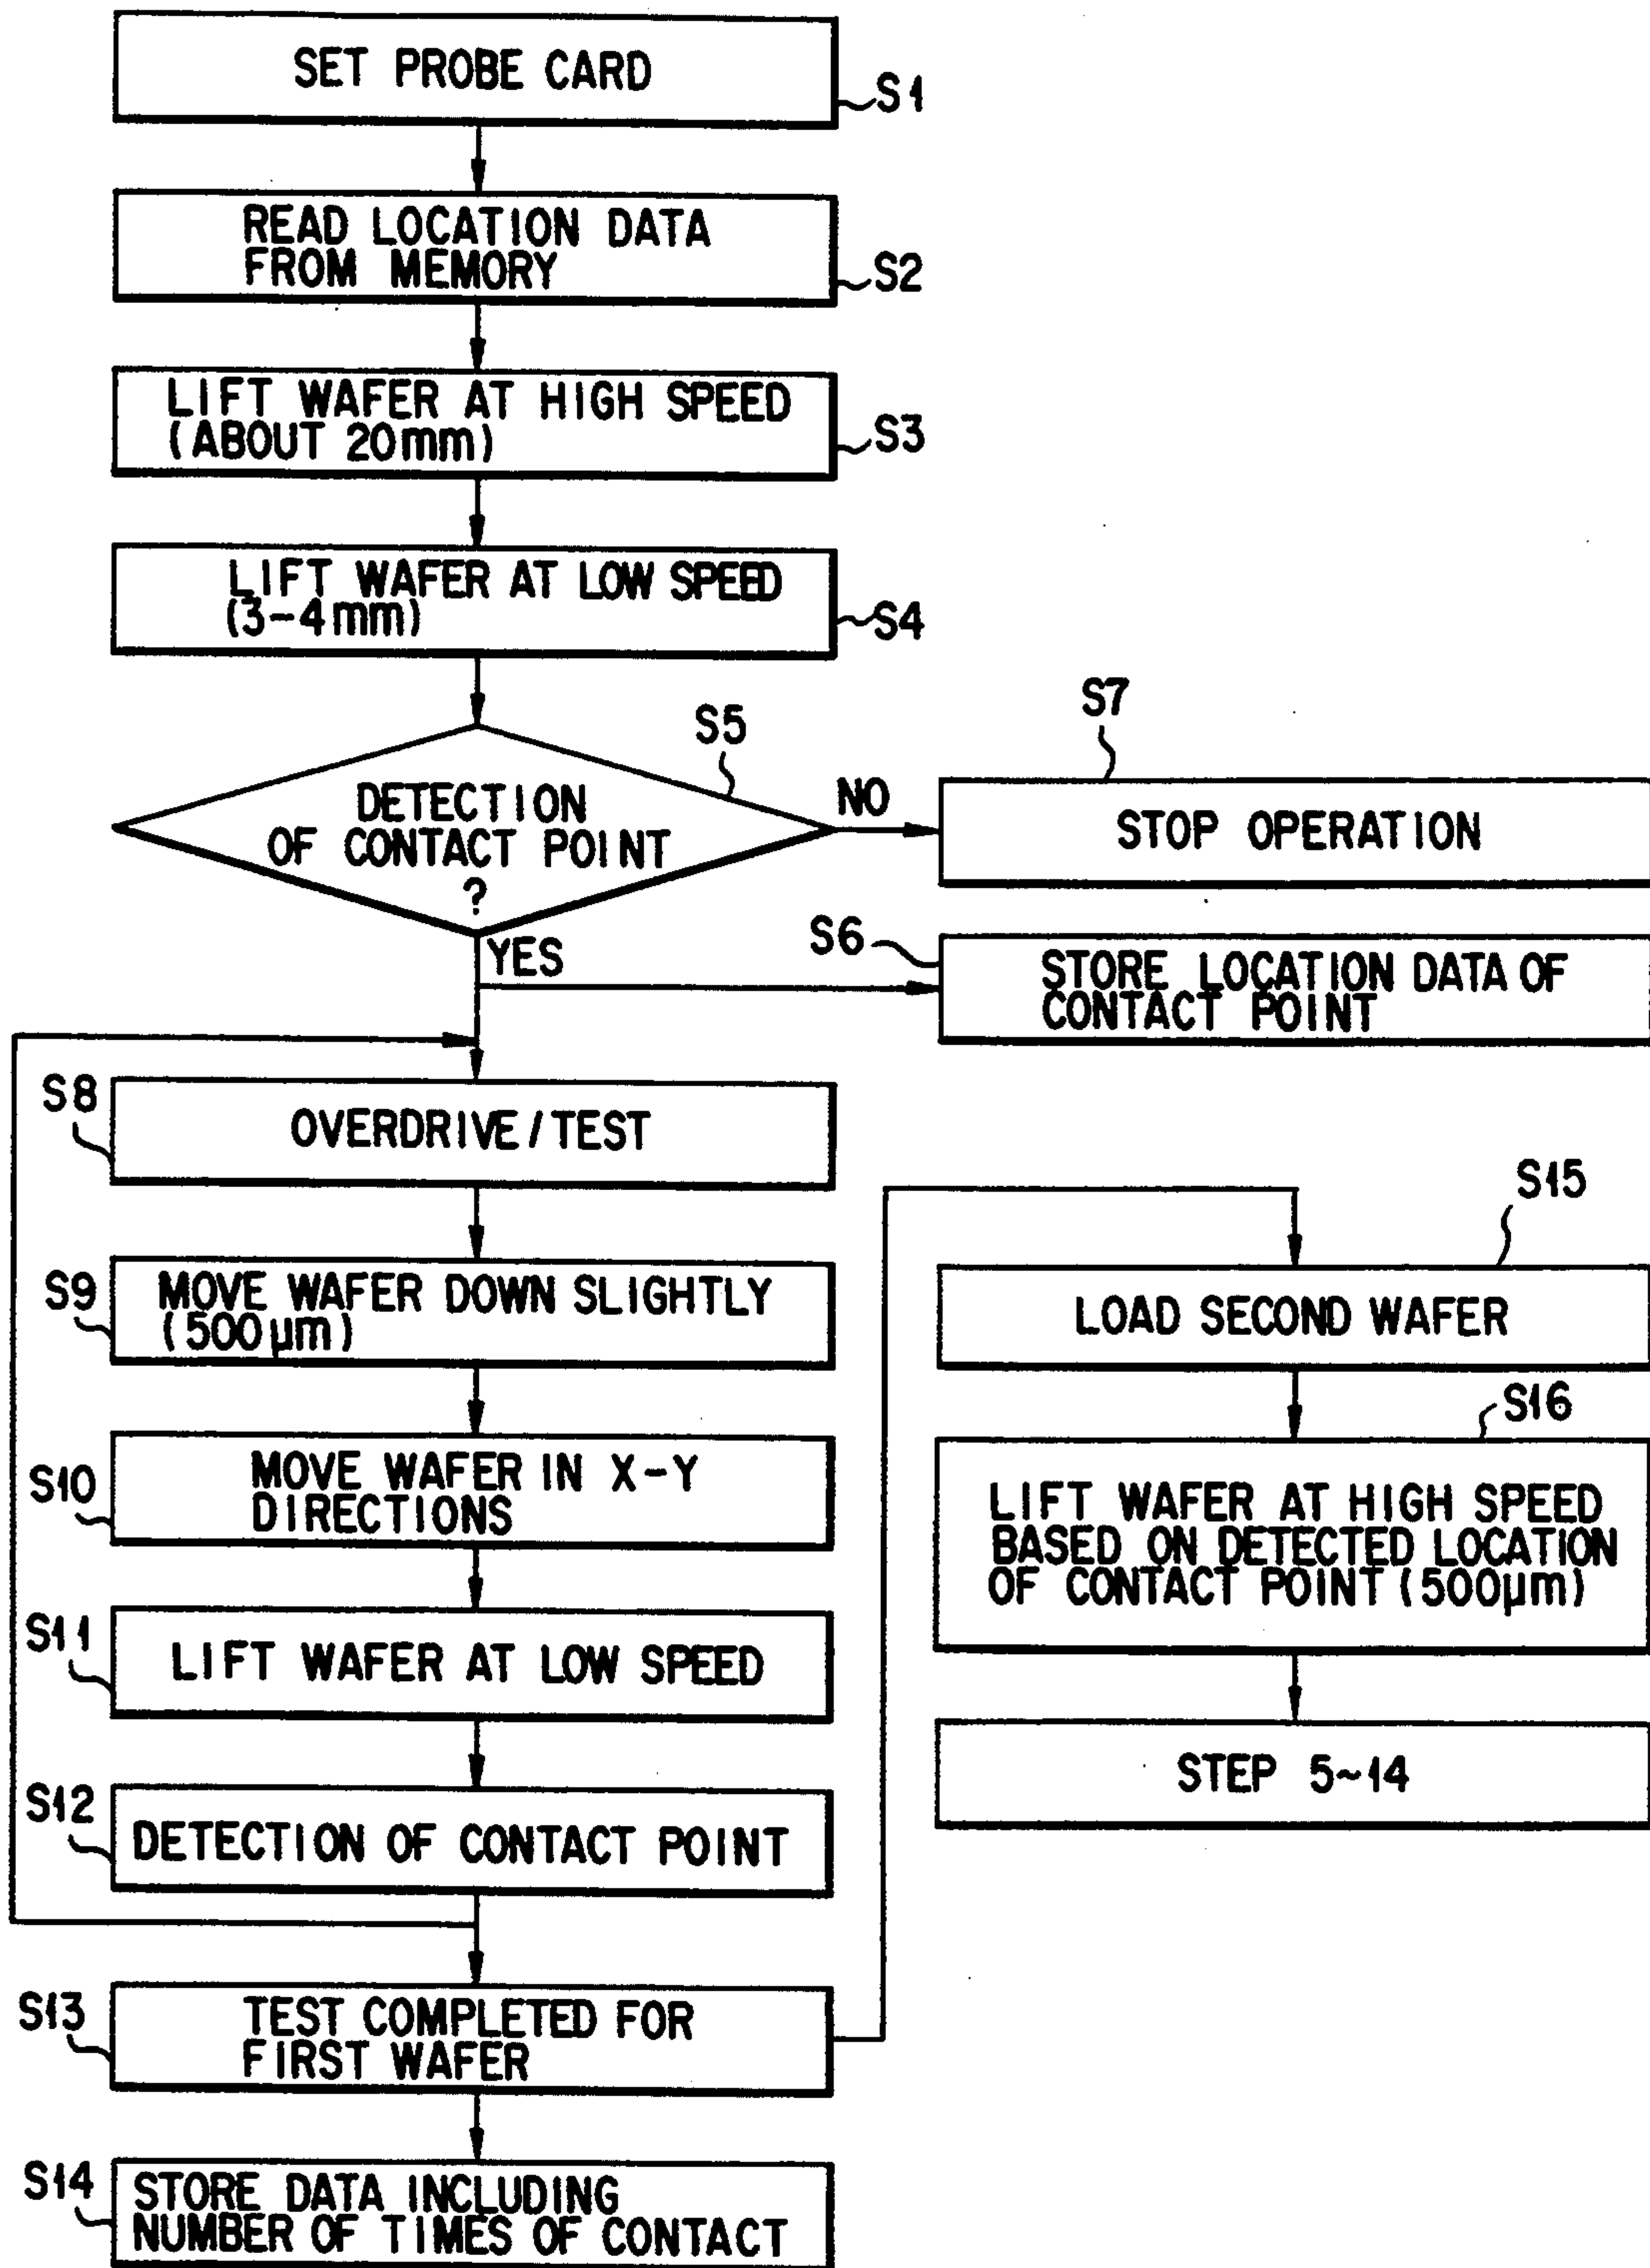 SET PROBE CARD
S1
READ LOCATION DATA
FROM MEMORY
S2
LIFT WAFER AT HIGH SPEED
(ABOUT 20mm)
S3
LIFT WAFER AT LOW SPEED
(3-4mm)
S4
S5
DETECTION
OF CONTACT POINT
?
NO
S7
STOP OPERATION
YES
S6
STORE LOCATION DATA OF
CONTACT POINT
S8
OVERDRIVE/TEST
S9
MOVE WAFER DOWN SLIGHTLY
(500µm)
S10
MOVE WAFER IN X-Y
DIRECTIONS
S11
LIFT WAFER AT LOW SPEED
S12
DETECTION OF CONTACT POINT
S13
TEST COMPLETED FOR
FIRST WAFER
S14
STORE DATA INCLUDING
NUMBER OF TIMES OF CONTACT
S15
LOAD SECOND WAFER
S16
LIFT WAFER AT HIGH SPEED
BASED ON DETECTED LOCATION
OF CONTACT POINT (500µm)
STEP 5~14